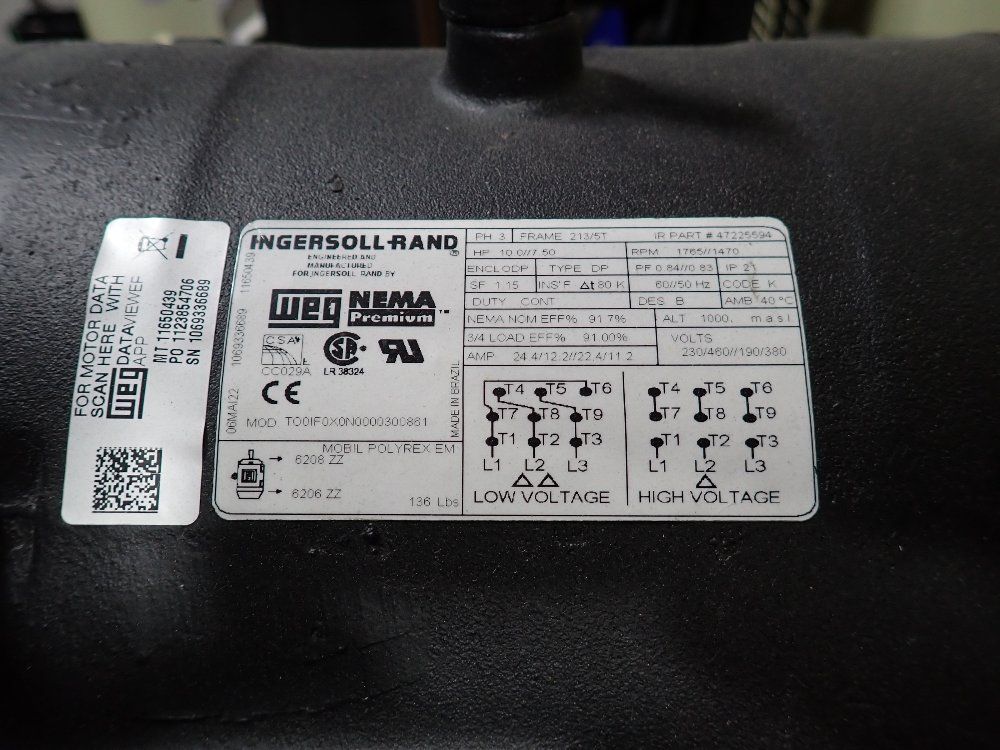 FOR MOTOR DATA
SCAN HERE WITH
WEG DATAVIEWER
APP
MT 11650439
PO 1123854706
SN 1069336689
INGERSOLL-RAND ®
ENGINEERED AND
MANUFACTURED
FOR INGERSOLL RAND BY
WEG NEMA
Premium™
CSA
CC029A
LR 38324
CE
MOD. TO0IF0X0N0000300861
MOBIL POLYREX EM
6208 ZZ
6206 ZZ
136 Lbs
06MAI22 1069336689 11650439
MADE IN BRAZIL
PH 3 FRAME 213/5T IR PART # 47225594
HP 10.0//7.50 RPM 1765//1470
ENCL ODP TYPE DP PF 0.84//0.83 IP 21
SF 1.15 INS'F Δt 80 K 60//50 Hz CODE K
DUTY CONT DES B AMB 40°C
NEMA NOM EFF% 91.7% ALT 1000. m.a.s.l.
3/4 LOAD EFF% 91.00% VOLTS
AMP 24.4/12.2//22.4/11.2 230/460//190/380
T4 T5 T6 T4 T5 T6
T7 T8 T9 T7 T8 T9
T1 T2 T3 T1 T2 T3
L1 L2 L3 L1 L2 L3
LOW VOLTAGE HIGH VOLTAGE